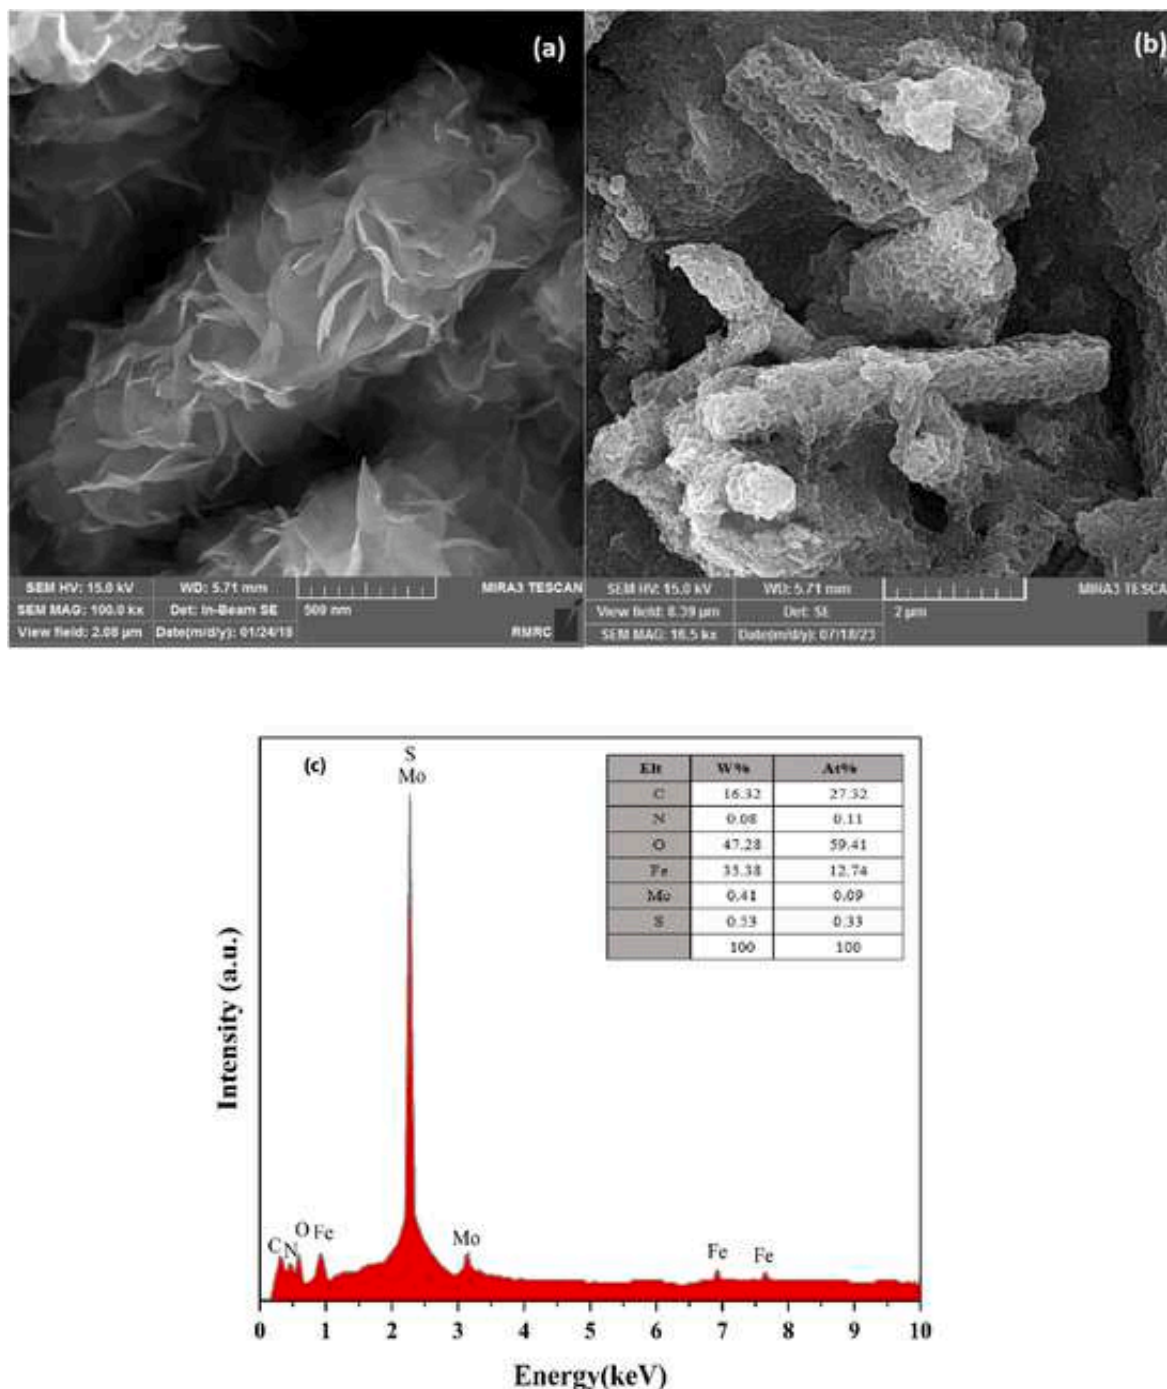 (a)
SEM HV: 15.0 kV WD: 5.71 mm MIRA3 TESCAN
SEM MAG: 100.0 kx Det: In-Beam SE 500 nm
View field: 2.08 µm Date(m/d/y): 01/24/18 RMRC
(b)
SEM HV: 15.0 kV WD: 5.71 mm MIRA3 TESCA
View field: 8.39 µm Det: SE 2 µm
SEM MAG: 16.5 kx Date(m/d/y): 07/18/23
(c)
S
Mo
Elt W% At%
C 16.32 27.32
N 0.08 0.11
O 47.28 59.41
Fe 35.38 12.74
Mo 0.41 0.09
S 0.53 0.33
100 100
Intensity (a.u.)
C N O Fe Mo Fe Fe
0 1 2 3 4 5 6 7 8 9 10
Energy(keV)